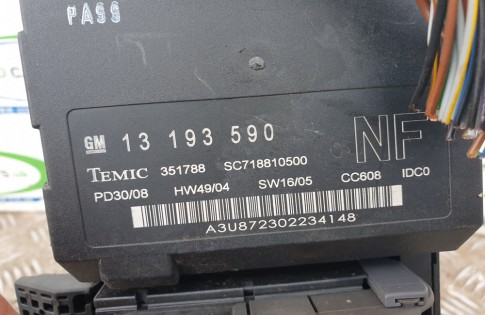 PASS
GM 13 193 590 NF
TEMIC 351788 SC718810500
PD30/08 HW49/04 SW16/05 CC608 IDC0
A3U872302234148